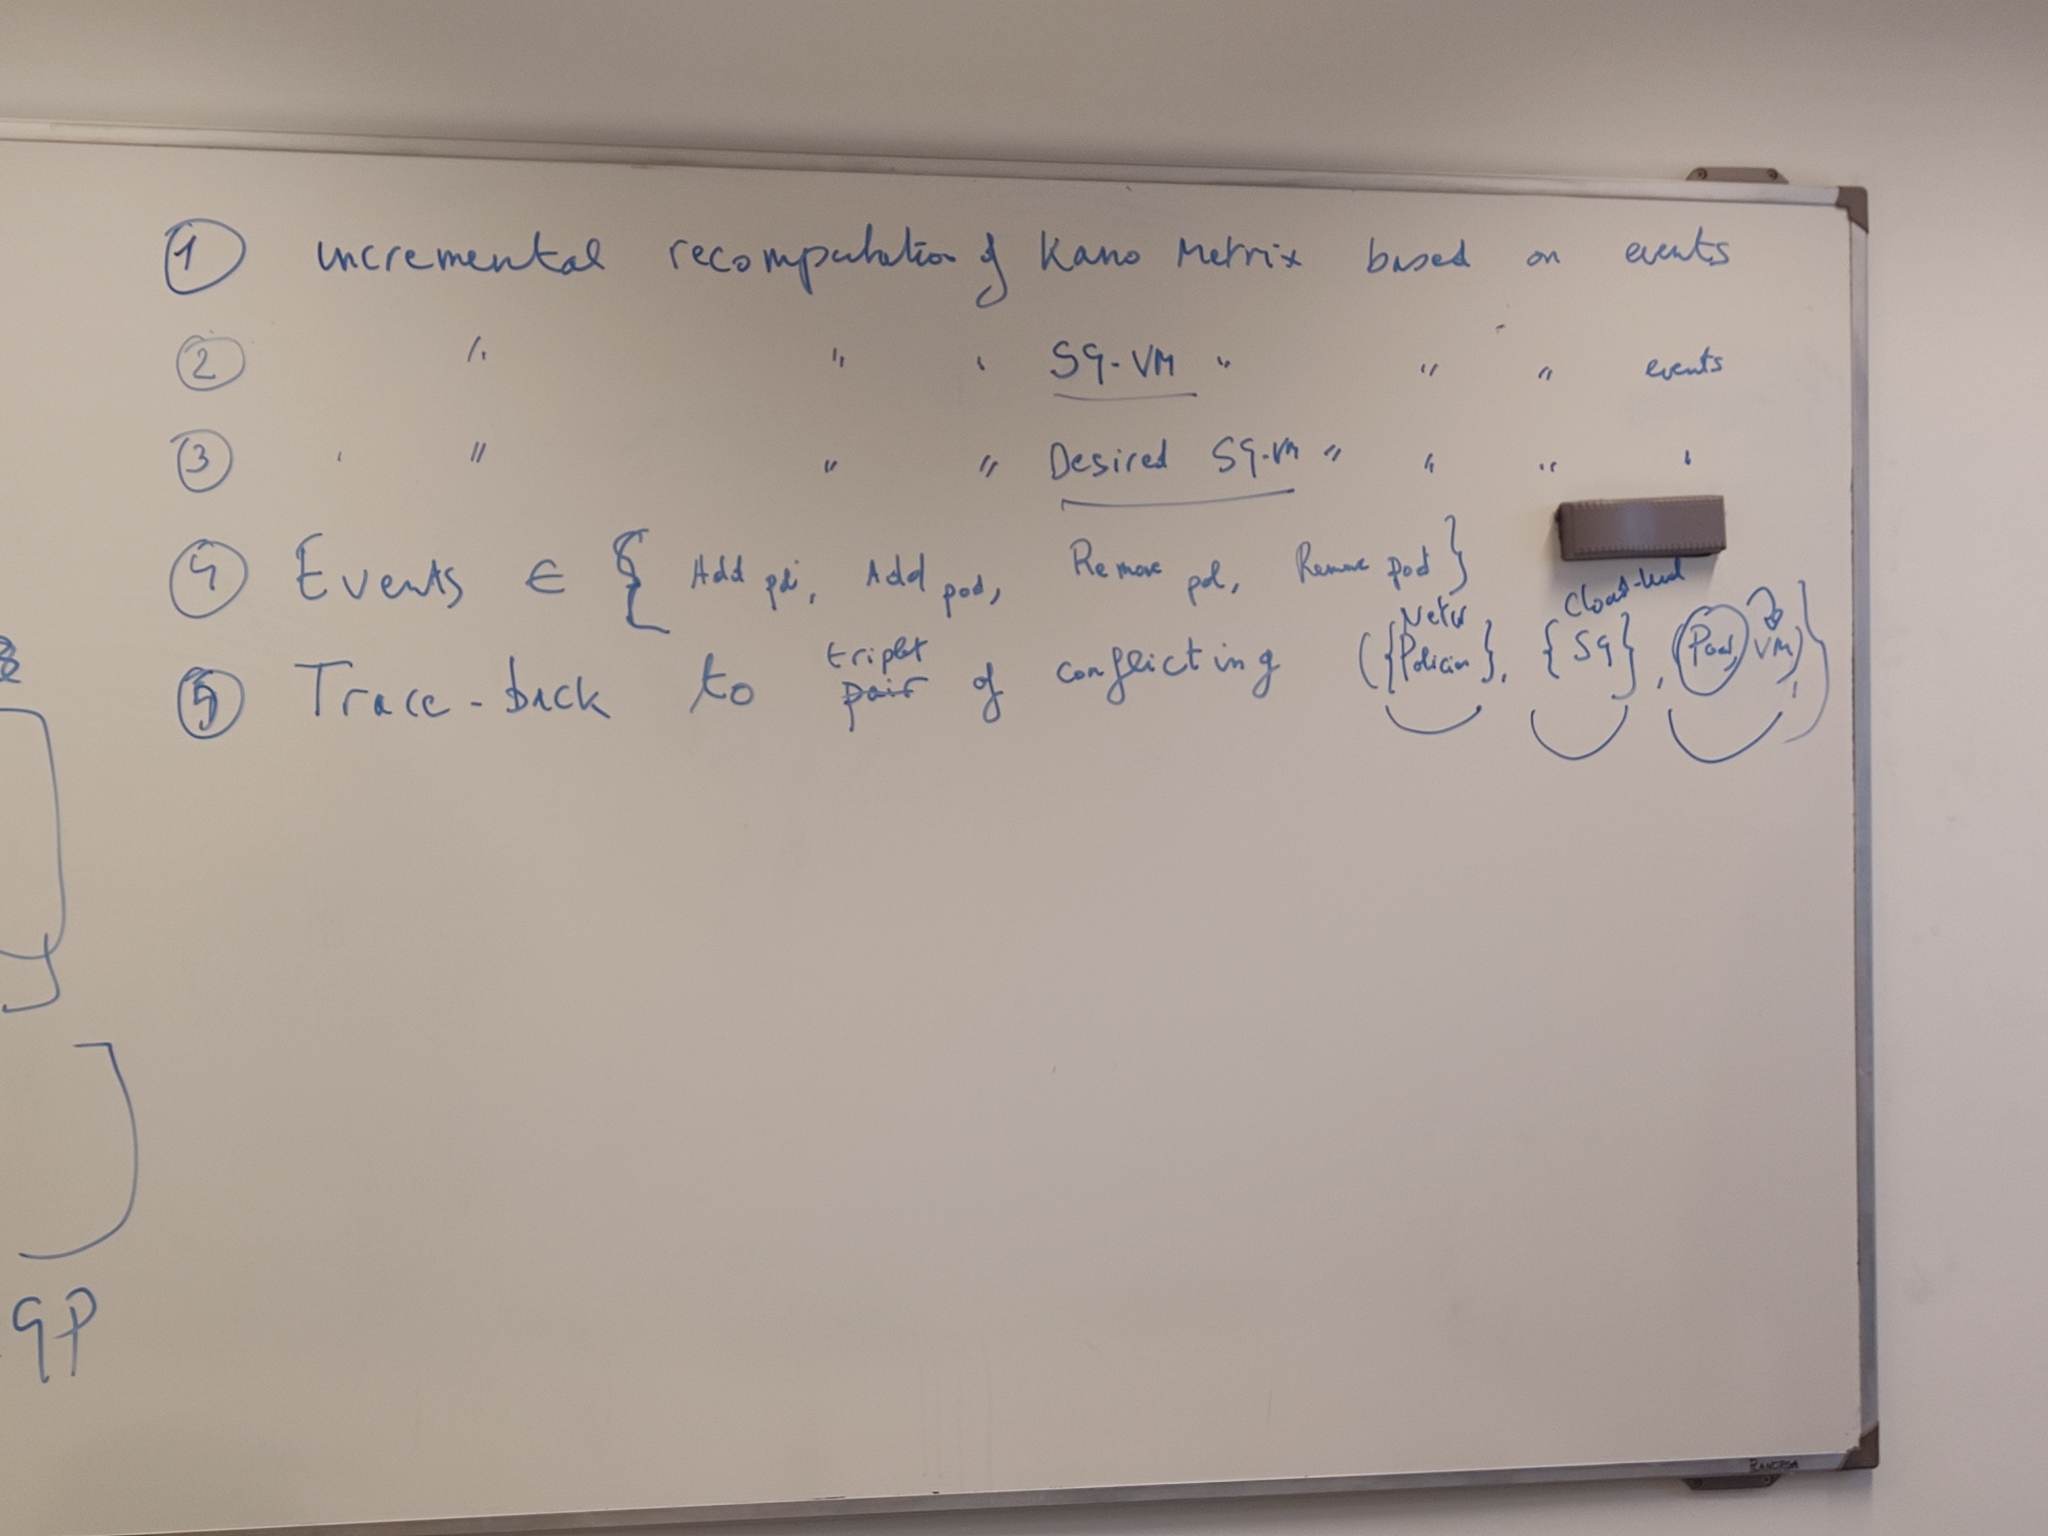 ① incremental recomputation of Kano Metrix based on events
② " " " SG-VM " " " events
③ " " " " Desired SG-VM " " " "
④ Events ∈ { Add pol, Add pod, Remove pol, Remove pod }
Netw Cloud-level
⑤ Trace-back to triplet pair of conflicting ({Policies}, {SG}, (Pod, VM)}
GP
PLANEGA